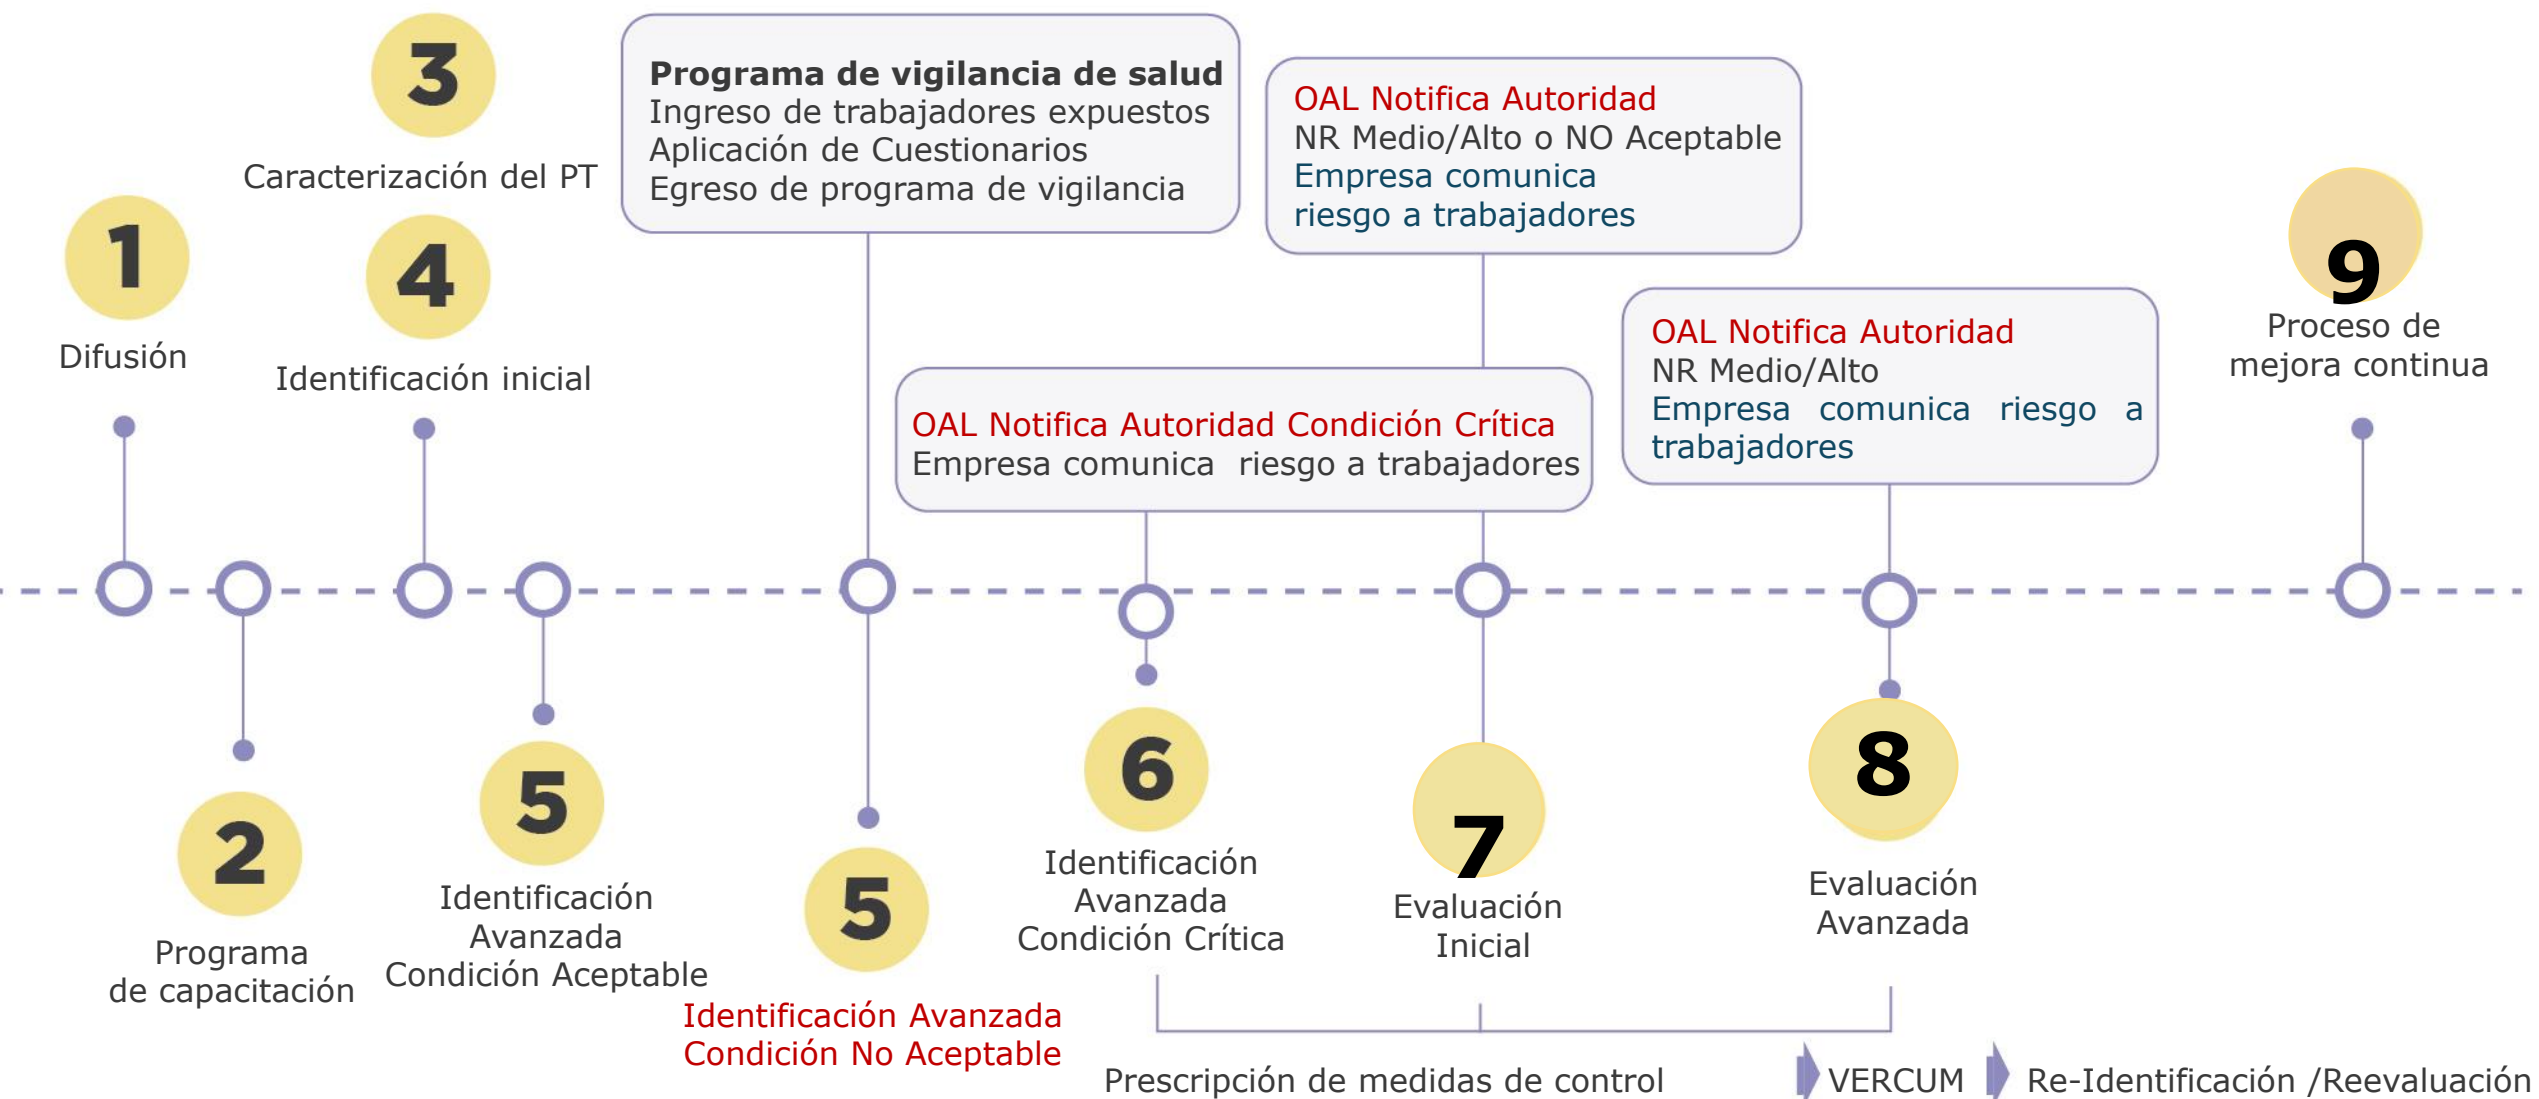 1
Difusión
2
Programa
de capacitación
3
Caracterización del PT
4
Identificación inicial
5
Identificación
Avanzada
Condición Aceptable
Programa de vigilancia de salud
Ingreso de trabajadores expuestos
Aplicación de Cuestionarios
Egreso de programa de vigilancia
5
Identificación Avanzada
Condición No Aceptable
OAL Notifica Autoridad Condición Crítica
Empresa comunica riesgo a trabajadores
6
Identificación
Avanzada
Condición Crítica
OAL Notifica Autoridad
NR Medio/Alto o NO Aceptable
Empresa comunica
riesgo a trabajadores
7
Evaluación
Inicial
OAL Notifica Autoridad
NR Medio/Alto
Empresa comunica riesgo a
trabajadores
8
Evaluación
Avanzada
9
Proceso de
mejora continua
Prescripción de medidas de control
VERCUM
Re-Identificación /Reevaluación